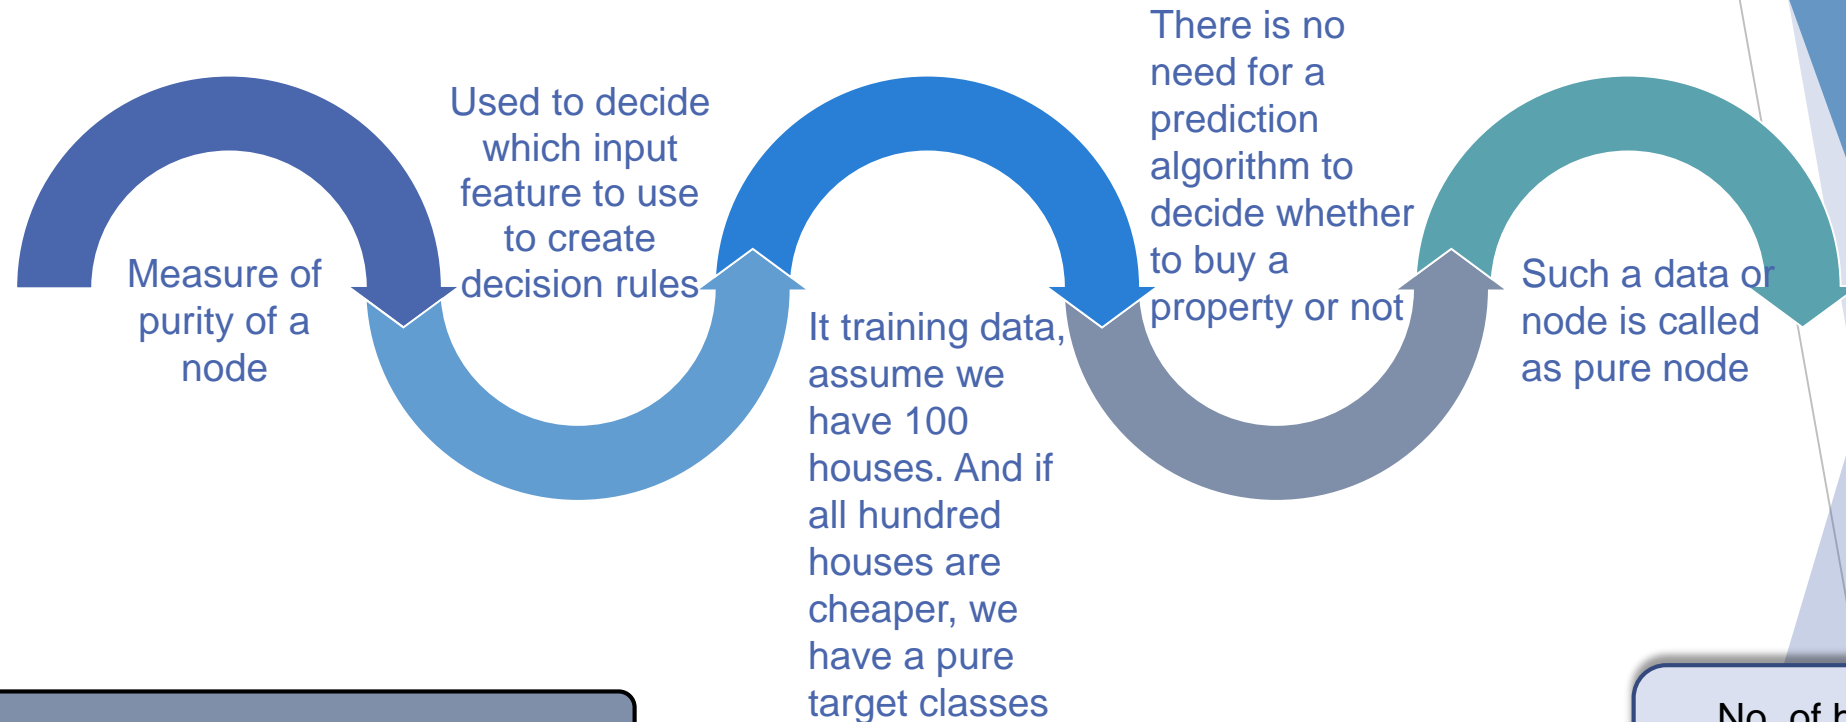 Measure of
purity of a
node
Used to decide
which input
feature to use
to create
decision rules
It training data,
assume we
have 100
houses. And if
all hundred
houses are
cheaper, we
have a pure
target classes
There is no
need for a
prediction
algorithm to
decide whether
to buy a
property or not
Such a data or
node is called
as pure node
No. of